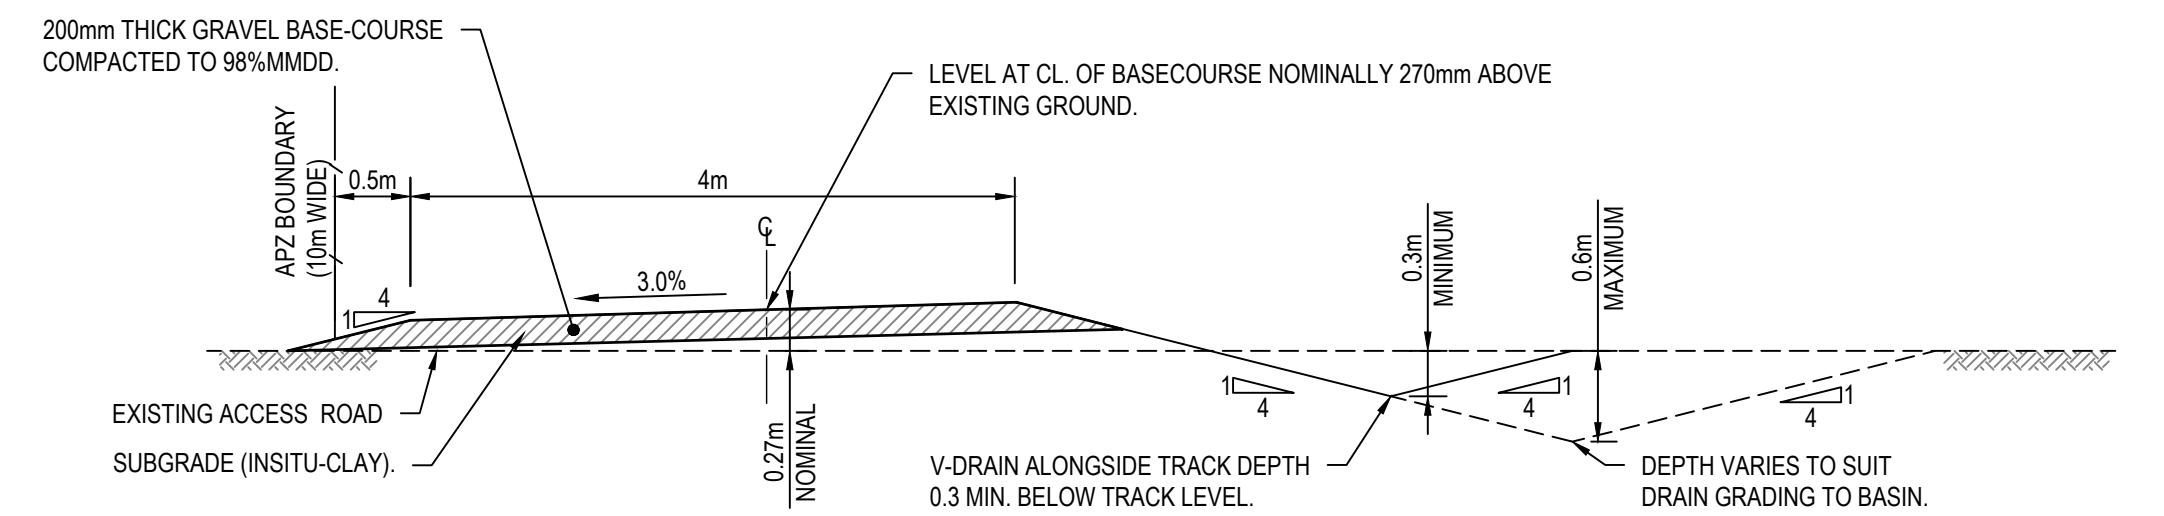 200mm THICK GRAVEL BASE-COURSE
COMPACTED TO 98%MMDD.
LEVEL AT CL. OF BASECOURSE NOMINALLY 270mm ABOVE
EXISTING GROUND.
APZ BOUNDARY
(10m WIDE)
0.5m
4m
CL
3.0%
1
4
0.3m
MINIMUM
0.6m
MAXIMUM
1
4
1
4
1
4
EXISTING ACCESS ROAD
SUBGRADE (INSITU-CLAY).
0.27m
NOMINAL
V-DRAIN ALONGSIDE TRACK DEPTH
0.3 MIN. BELOW TRACK LEVEL.
DEPTH VARIES TO SUIT
DRAIN GRADING TO BASIN.